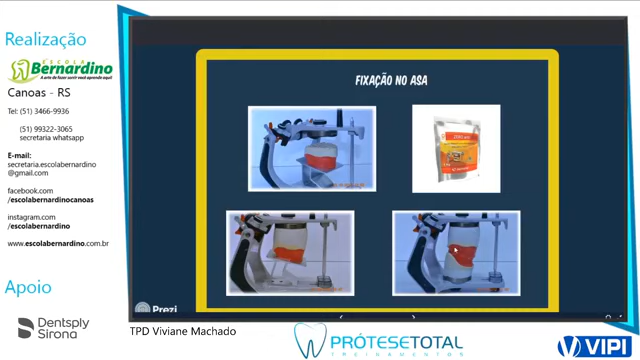 Realização
ESCOLA
Bernardino
A arte de fazer sorrir você aprende aqui!
Canoas - RS
Tel: (51) 3466-9936
(51) 99322-3065
secretaria whatsapp
E-mail:
secretaria.escolabernardino
@gmail.com
facebook.com
/escolabernardinocanoas
instagram.com
/escolabernardino
www.escolabernardino.com.br
Apoio
Dentsply
Sirona
FIXAÇÃO NO ASA
Prezi
TPD Viviane Machado
PRÓTESETOTAL
TREINAMENTOS
VIPI